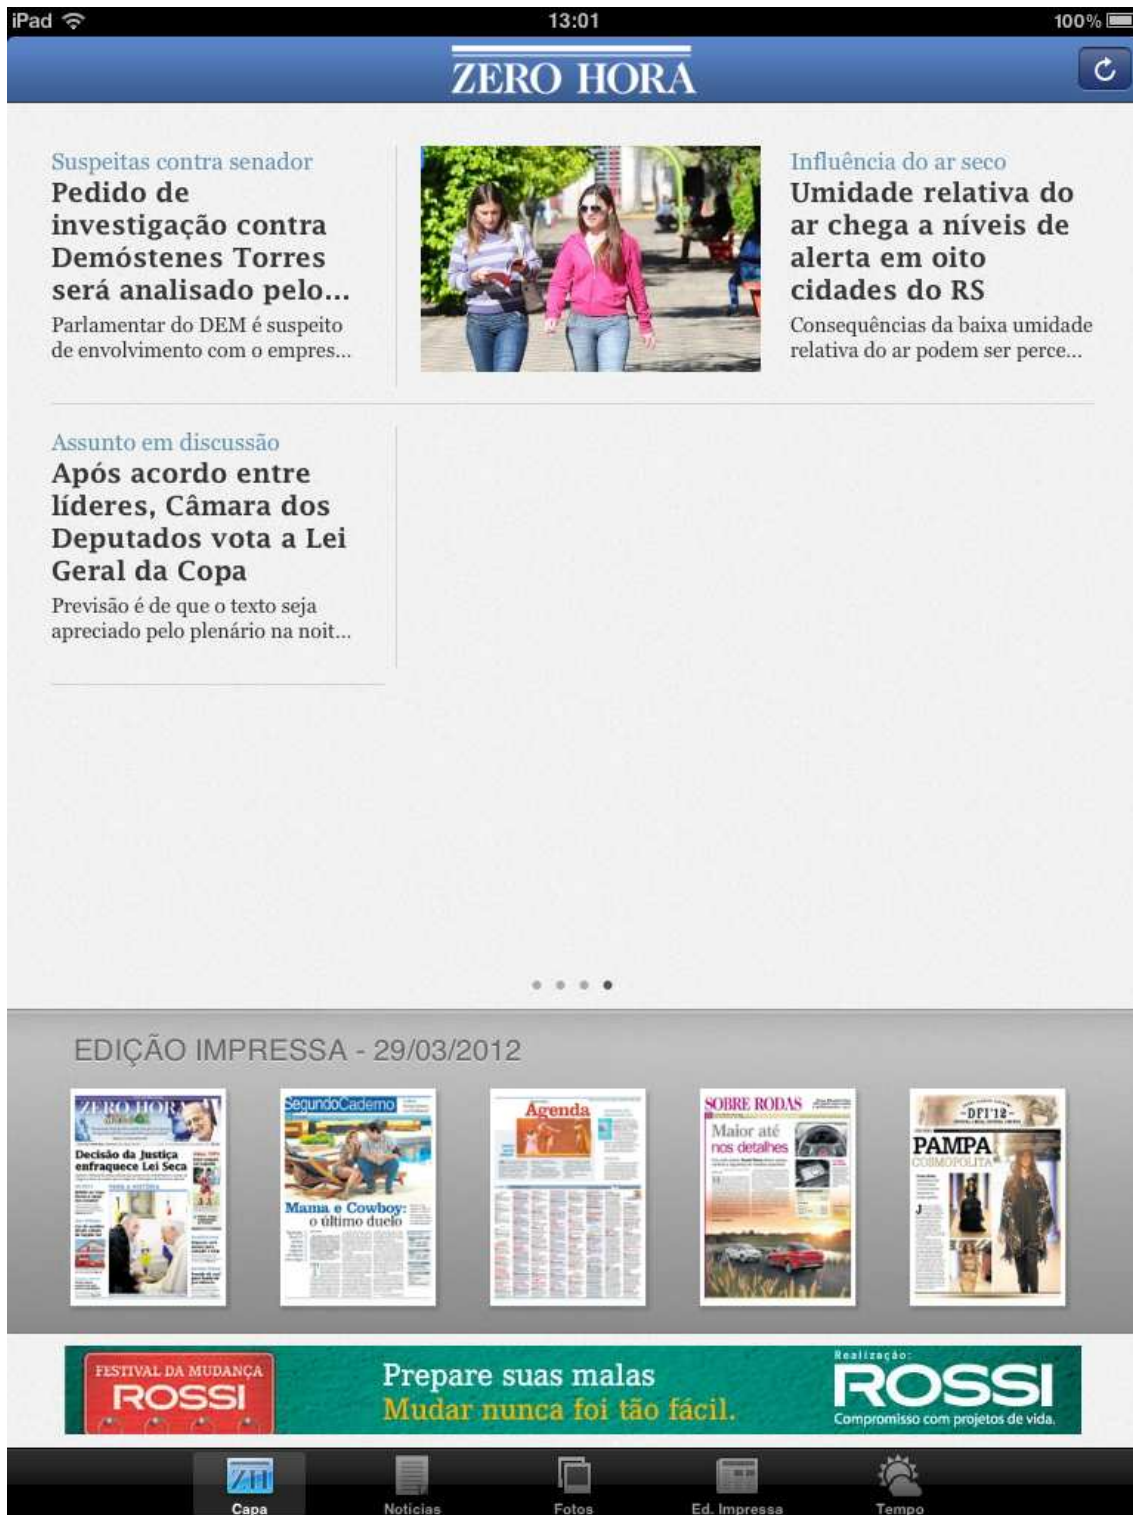 iPad
13:01
100%
ZERO HORA
Suspeitas contra senador
Pedido de
investigação contra
Demóstenes Torres
será analisado pelo...
Parlamentar do DEM é suspeito
de envolvimento com o empres...
Influência do ar seco
Umidade relativa do
ar chega a níveis de
alerta em oito
cidades do RS
Consequências da baixa umidade
relativa do ar podem ser perce...
Assunto em discussão
Após acordo entre
líderes, Câmara dos
Deputados vota a Lei
Geral da Copa
Previsão é de que o texto seja
apreciado pelo plenário na noit...
EDIÇÃO IMPRESSA - 29/03/2012
ZERO HORA
Decisão da Justiça
enfraquece Lei Seca
PARA A HISTÓRIA
SegundoCaderno
Mama e Cowboy:
o último duelo
Agenda
SOBRE RODAS
Maior até
nos detalhes
DFI'12
PAMPA
COSMOPOLITA
FESTIVAL DA MUDANÇA
ROSSI
Prepare suas malas
Mudar nunca foi tão fácil.
Realização:
ROSSI
Compromisso com projetos de vida.
ZH
Capa
Notícias
Fotos
Ed. Impressa
Tempo